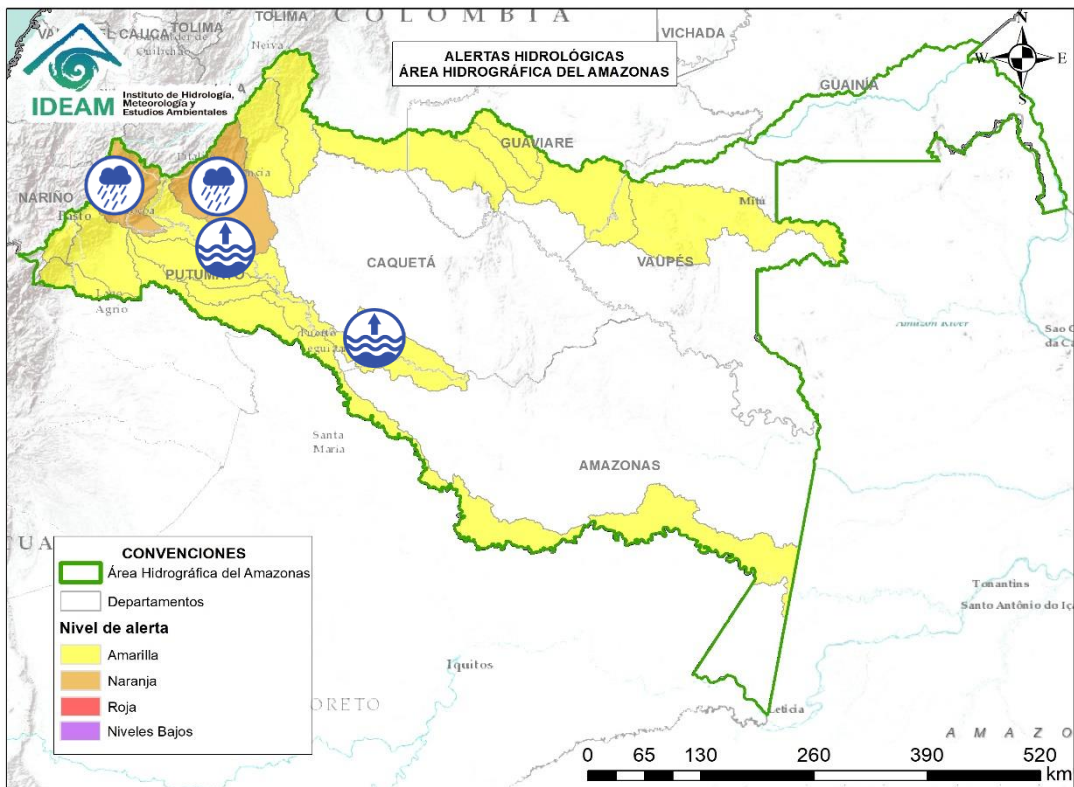 COLOMBIA
TOLIMA
TOLIMA
Neiva
VICHADA
ALERTAS HIDROLÓGICAS
ÁREA HIDROGRÁFICA DEL AMAZONAS
N
W
E
S
IDEAM
Instituto de Hidrología,
Meteorología y
Estudios Ambientales
GUAINÍA
GUAVIARE
NARIÑO
Pasto
Mitú
CAQUETÁ
VAUPÉS
PUTUMAYO
Lago
Agrio
Amazon River
Puerto
Santa
Maria
AMAZONAS
CONVENCIONES
Área Hidrográfica del Amazonas
Departamentos
Nivel de alerta
Amarilla
Naranja
Roja
Niveles Bajos
Tonantins
Santo Antônio do Iça
Iquitos
ORETO
Leticia
A M A Z O
0 65 130 260 390 520
km